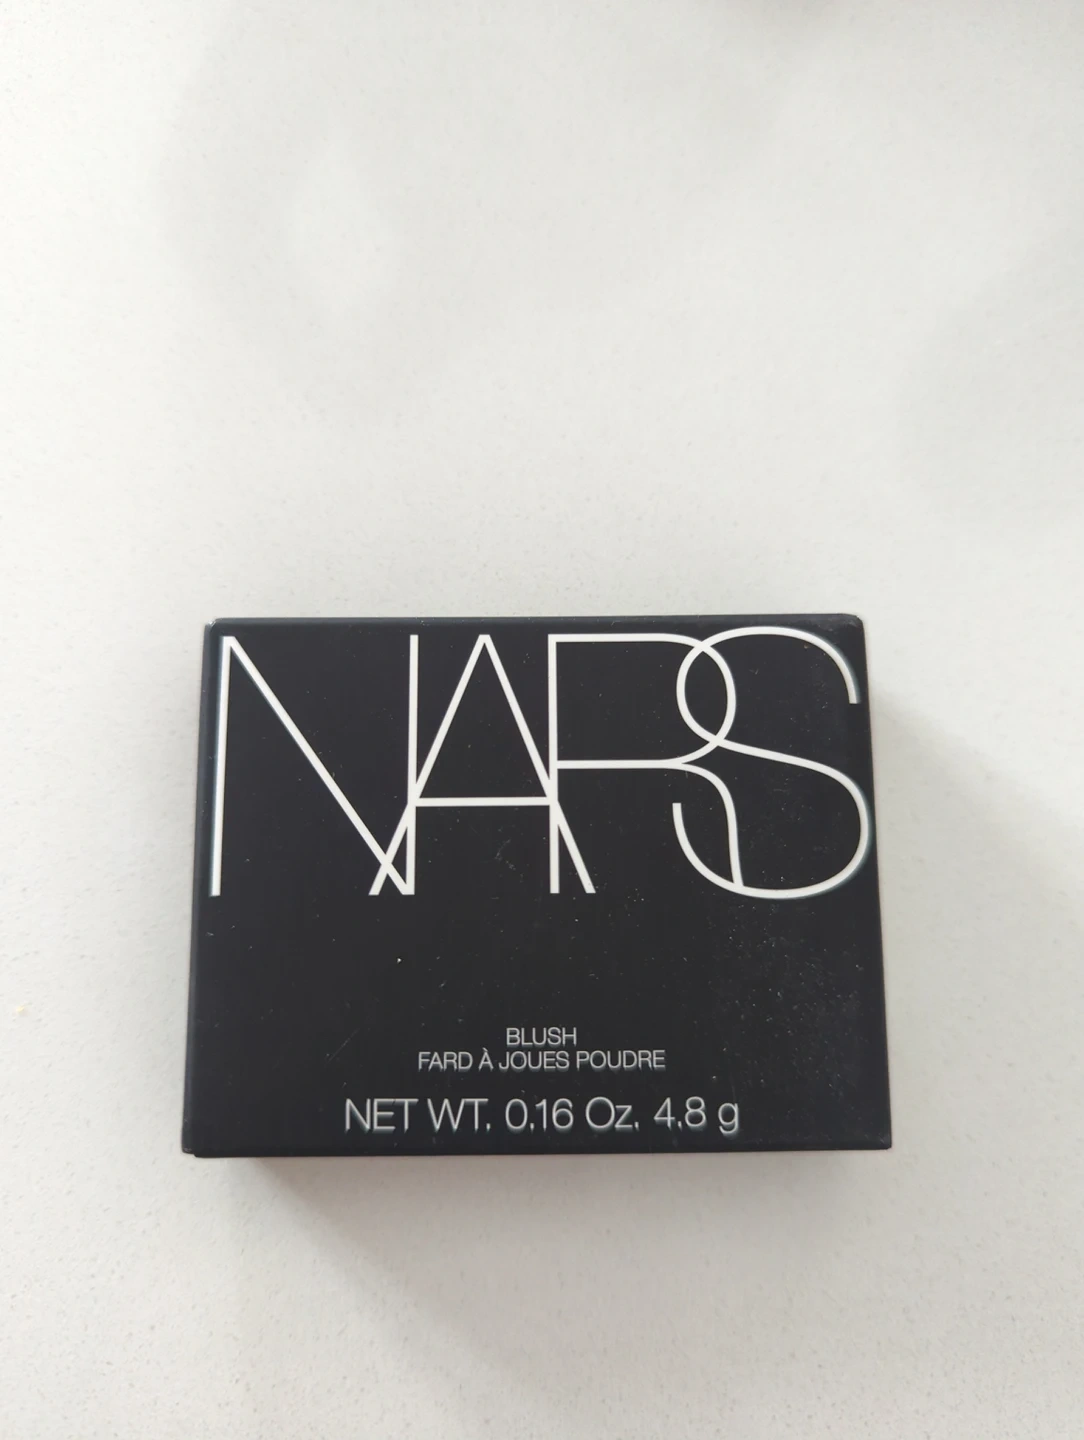 NARS
BLUSH
FARD À JOUES POUDRE
NET WT. 0.16 Oz. 4.8 g